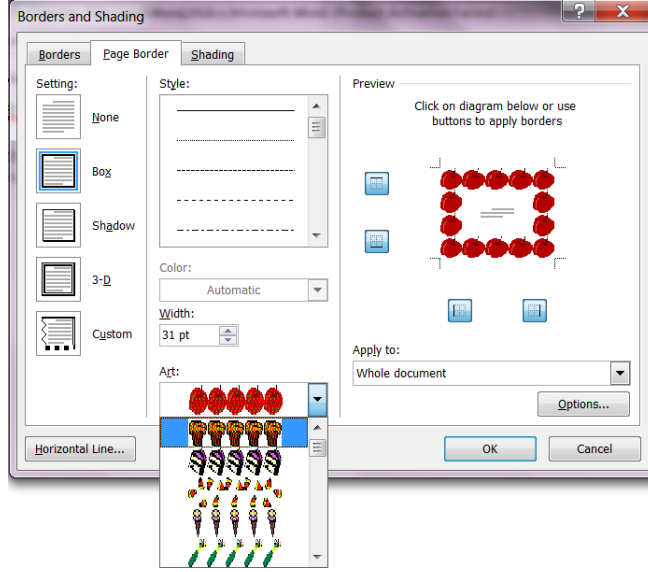 Borders and Shading
Borders Page Border Shading
Setting:
None
Box
Shadow
3-D
Custom
Style:
Color:
Automatic
Width:
31 pt
Art:
Preview
Click on diagram below or use
buttons to apply borders
Apply to:
Whole document
Options...
Horizontal Line...
OK
Cancel